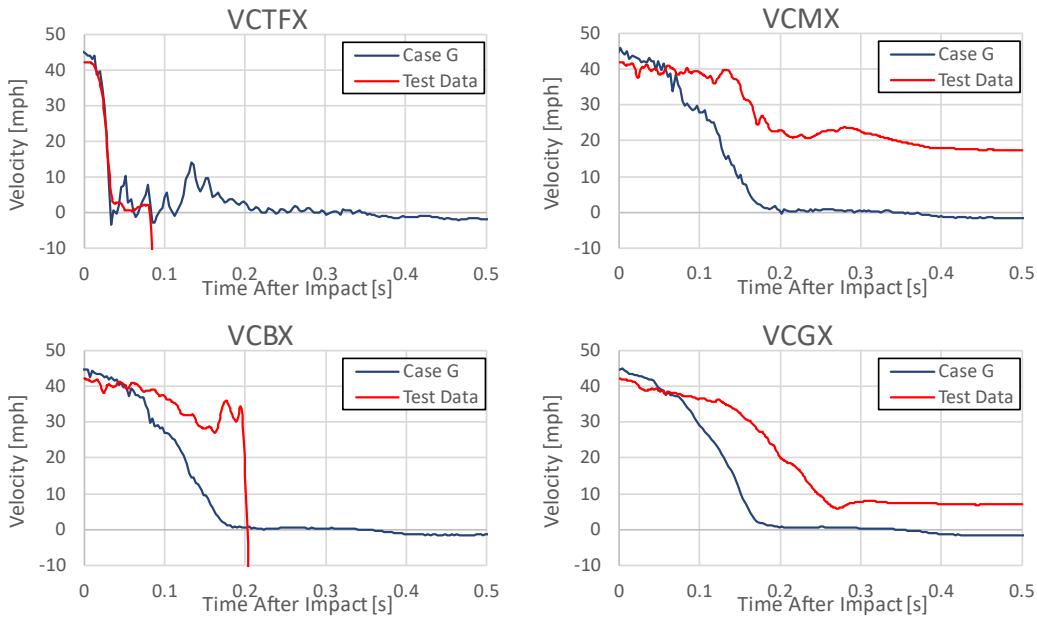 VCTFX
50
40
30
20
10
0
-10
Velocity [mph]
Case G
Test Data
0 0.1 0.2 0.3 0.4 0.5
Time After Impact [s]
VCMX
50
40
30
20
10
0
-10
Velocity [mph]
Case G
Test Data
0 0.1 0.2 0.3 0.4 0.5
Time After Impact [s]
VCBX
50
40
30
20
10
0
-10
Velocity [mph]
Case G
Test Data
0 0.1 0.2 0.3 0.4 0.5
Time After Impact [s]
VCGX
50
40
30
20
10
0
-10
Velocity [mph]
Case G
Test Data
0 0.1 0.2 0.3 0.4 0.5
Time After Impact [s]